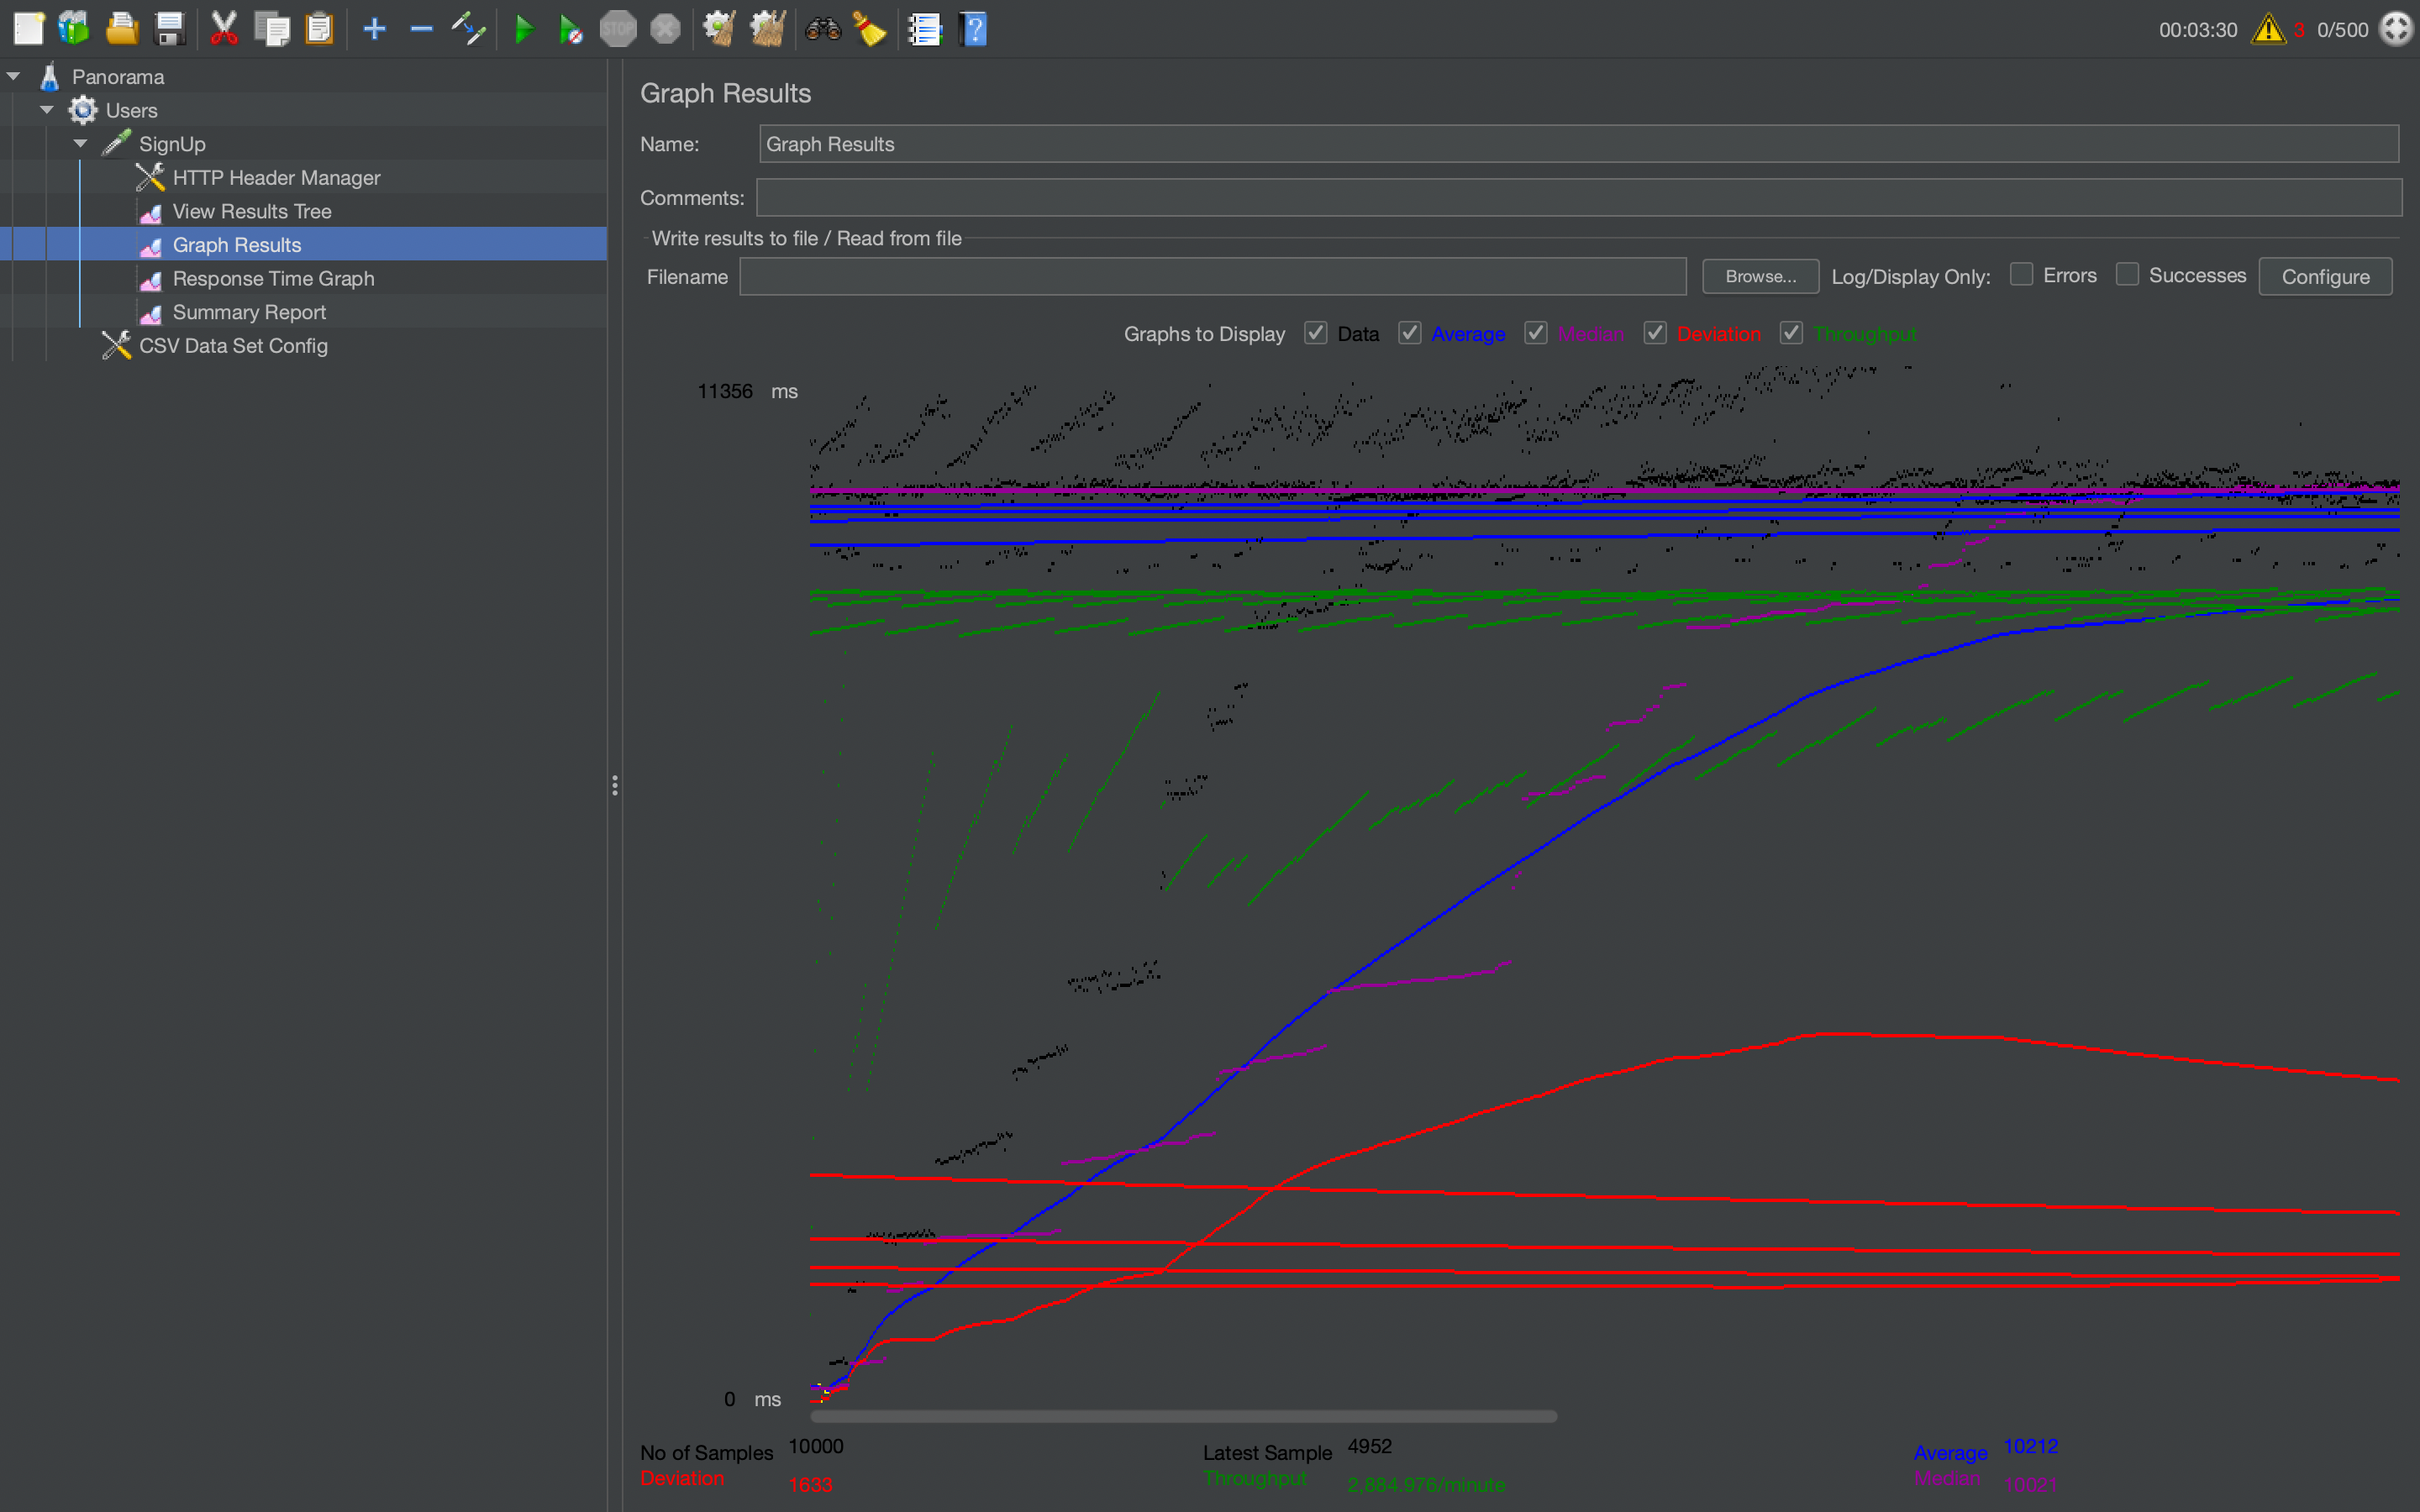 STOP
00:03:30 3 0/500
Panorama
Users
SignUp
HTTP Header Manager
View Results Tree
Graph Results
Response Time Graph
Summary Report
CSV Data Set Config
Graph Results
Name: Graph Results
Comments:
Write results to file / Read from file
Filename Browse... Log/Display Only: Errors Successes Configure
Graphs to Display Data Average Median Deviation Throughput
11356 ms
0 ms
No of Samples 10000 Latest Sample 4952 Average 10212
Deviation 1633 Throughput 2,884.976/minute Median